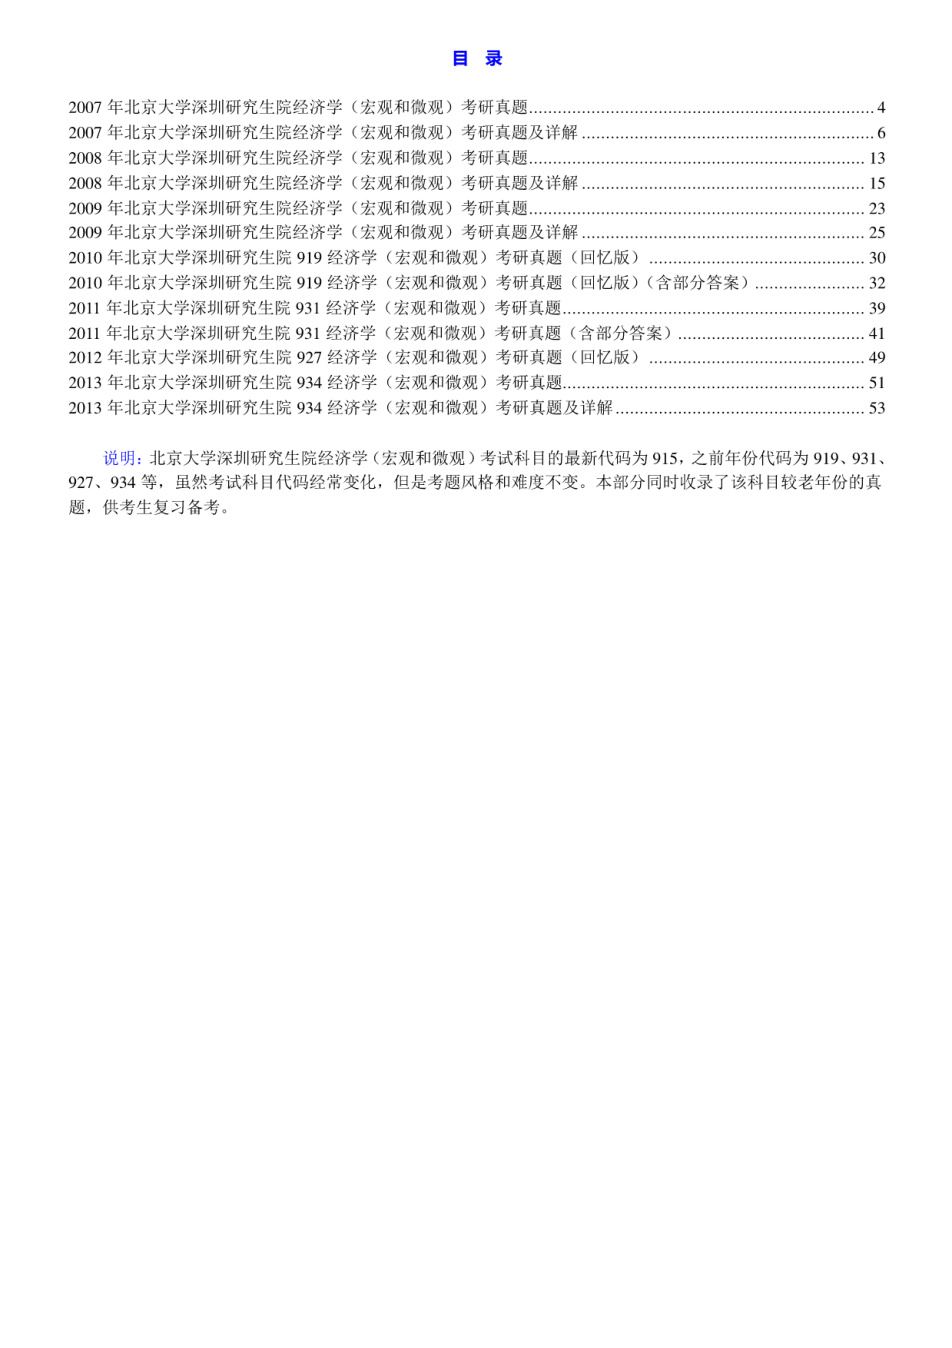 目 录
2007 年北京大学深圳研究生院经济学（宏观和微观）考研真题........................................................................ 4
2007 年北京大学深圳研究生院经济学（宏观和微观）考研真题及详解 ............................................................. 6
2008 年北京大学深圳研究生院经济学（宏观和微观）考研真题...................................................................... 13
2008 年北京大学深圳研究生院经济学（宏观和微观）考研真题及详解 ........................................................... 15
2009 年北京大学深圳研究生院经济学（宏观和微观）考研真题...................................................................... 23
2009 年北京大学深圳研究生院经济学（宏观和微观）考研真题及详解 ........................................................... 25
2010 年北京大学深圳研究生院 919 经济学（宏观和微观）考研真题（回忆版） ............................................. 30
2010 年北京大学深圳研究生院 919 经济学（宏观和微观）考研真题（回忆版）（含部分答案）....................... 32
2011 年北京大学深圳研究生院 931 经济学（宏观和微观）考研真题............................................................... 39
2011 年北京大学深圳研究生院 931 经济学（宏观和微观）考研真题（含部分答案）....................................... 41
2012 年北京大学深圳研究生院 927 经济学（宏观和微观）考研真题（回忆版） ............................................. 49
2013 年北京大学深圳研究生院 934 经济学（宏观和微观）考研真题............................................................... 51
2013 年北京大学深圳研究生院 934 经济学（宏观和微观）考研真题及详解 .................................................... 53
说明：北京大学深圳研究生院经济学（宏观和微观）考试科目的最新代码为 915，之前年份代码为 919、931、
927、934 等，虽然考试科目代码经常变化，但是考题风格和难度不变。本部分同时收录了该科目较老年份的真
题，供考生复习备考。